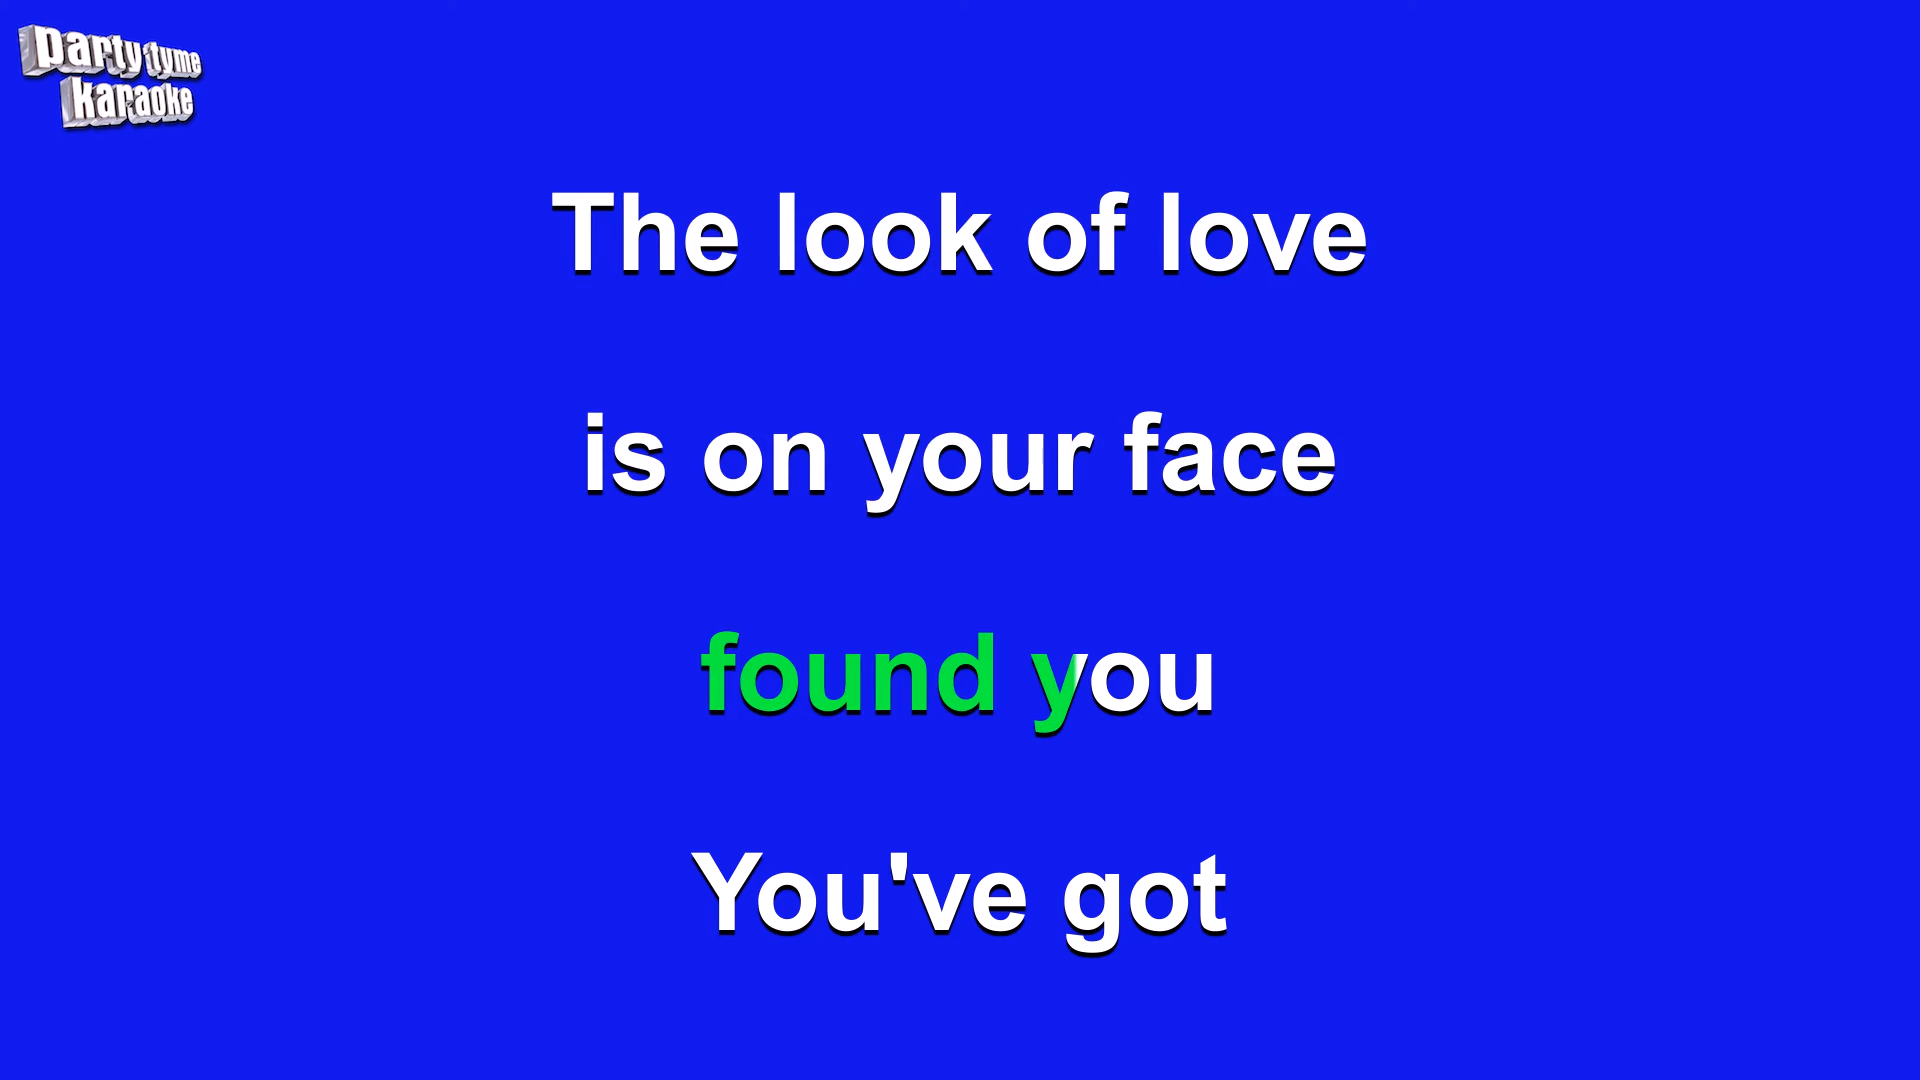 party tyme
karaoke
The look of love
is on your face
found you
You've got